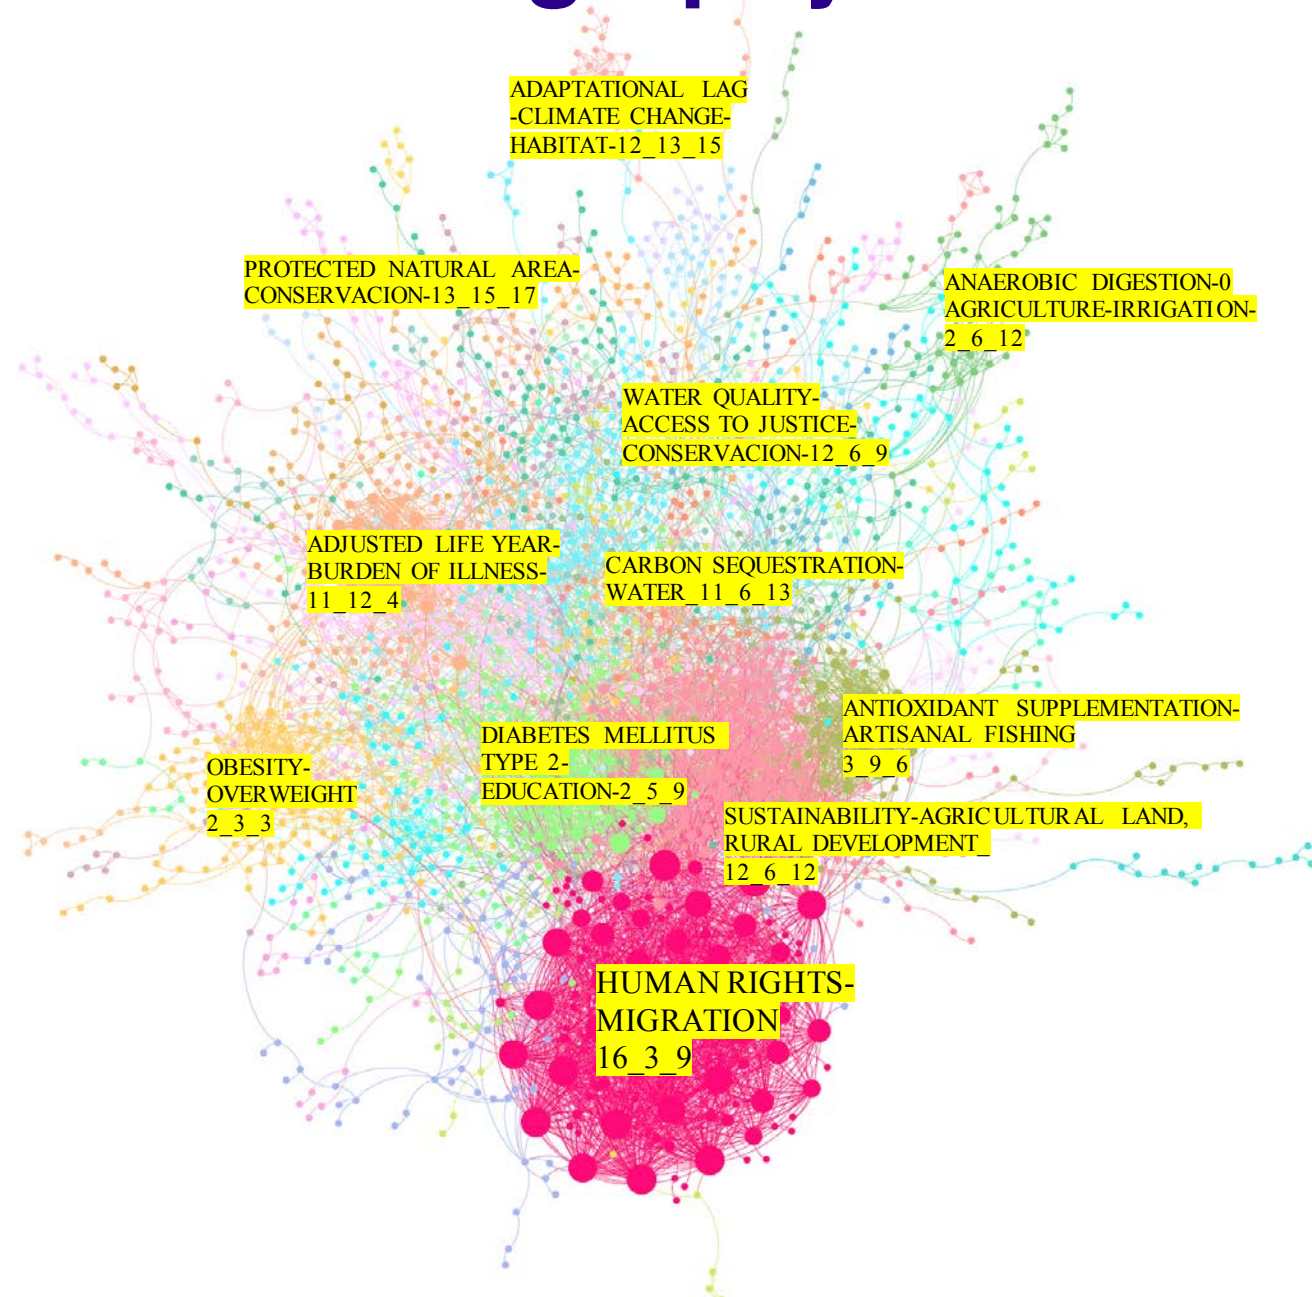 ADAPTATIONAL LAG
-CLIMATE CHANGE-
HABITAT-12_13_15
PROTECTED NATURAL AREA-
CONSERVACION-13_15_17
ANAEROBIC DIGESTION-0
AGRICULTURE-IRRIGATION-
2_6_12
WATER QUALITY-
ACCESS TO JUSTICE-
CONSERVACION-12_6_9
ADJUSTED LIFE YEAR-
BURDEN OF ILLNESS-
11_12_4
CARBON SEQUESTRATION-
WATER_11_6_13
ANTIOXIDANT SUPPLEMENTATION-
ARTISANAL FISHING
3_9_6
DIABETES MELLITUS
TYPE 2-
EDUCATION-2_5_9
OBESITY-
OVERWEIGHT
2_3_3
SUSTAINABILITY-AGRICULTURAL LAND,
RURAL DEVELOPMENT_
12_6_12
HUMAN RIGHTS-
MIGRATION
16_3_9